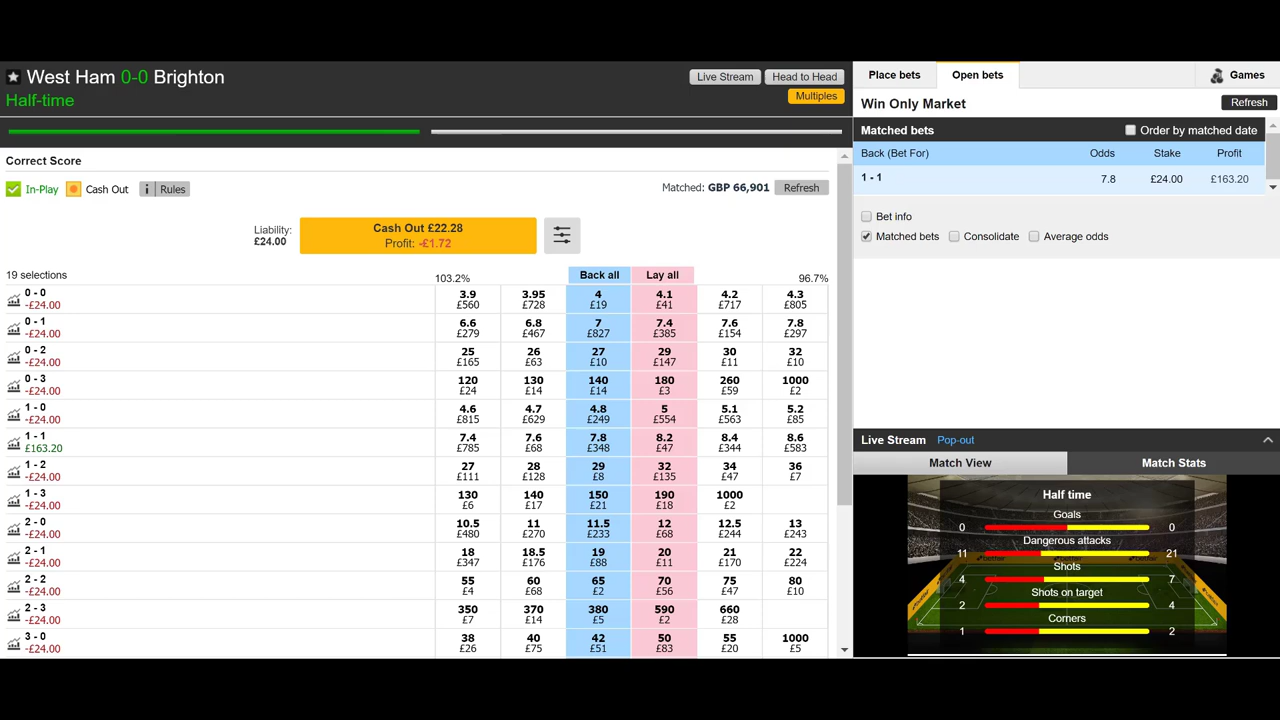 West Ham 0-0 Brighton
Half-time
Live Stream
Head to Head
Multiples
Correct Score
In-Play Cash Out i Rules
Matched: GBP 66,901 Refresh
Liability:
£24.00
Cash Out £22.28
Profit: -£1.72
19 selections 103.2% Back all Lay all 96.7%
0 - 0 3.9 3.95 4 4.1 4.2 4.3
-£24.00 £560 £728 £19 £41 £717 £805
0 - 1 6.6 6.8 7 7.4 7.6 7.8
-£24.00 £279 £467 £827 £385 £154 £297
0 - 2 25 26 27 29 30 32
-£24.00 £165 £63 £10 £147 £11 £10
0 - 3 120 130 140 180 260 1000
-£24.00 £24 £14 £14 £3 £59 £2
1 - 0 4.6 4.7 4.8 5 5.1 5.2
-£24.00 £815 £629 £249 £554 £563 £85
1 - 1 7.4 7.6 7.8 8.2 8.4 8.6
£163.20 £785 £68 £348 £47 £344 £583
1 - 2 27 28 29 32 34 36
-£24.00 £111 £128 £8 £135 £47 £7
1 - 3 130 140 150 190 1000
-£24.00 £6 £17 £21 £18 £2
2 - 0 10.5 11 11.5 12 12.5 13
-£24.00 £480 £270 £233 £68 £244 £243
2 - 1 18 18.5 19 20 21 22
-£24.00 £347 £176 £88 £11 £170 £224
2 - 2 55 60 65 70 75 80
-£24.00 £4 £68 £2 £56 £47 £10
2 - 3 350 370 380 590 660
-£24.00 £7 £14 £5 £2 £28
3 - 0 38 40 42 50 55 1000
-£24.00 £26 £75 £51 £83 £20 £5
Place bets Open bets Games
Win Only Market Refresh
Matched bets Order by matched date
Back (Bet For) Odds Stake Profit
1 - 1 7.8 £24.00 £163.20
Bet info
Matched bets Consolidate Average odds
Live Stream Pop-out
Match View Match Stats
Half time
Goals
0 0
Dangerous attacks
11 21
Shots
4 7
Shots on target
2 4
Corners
1 2